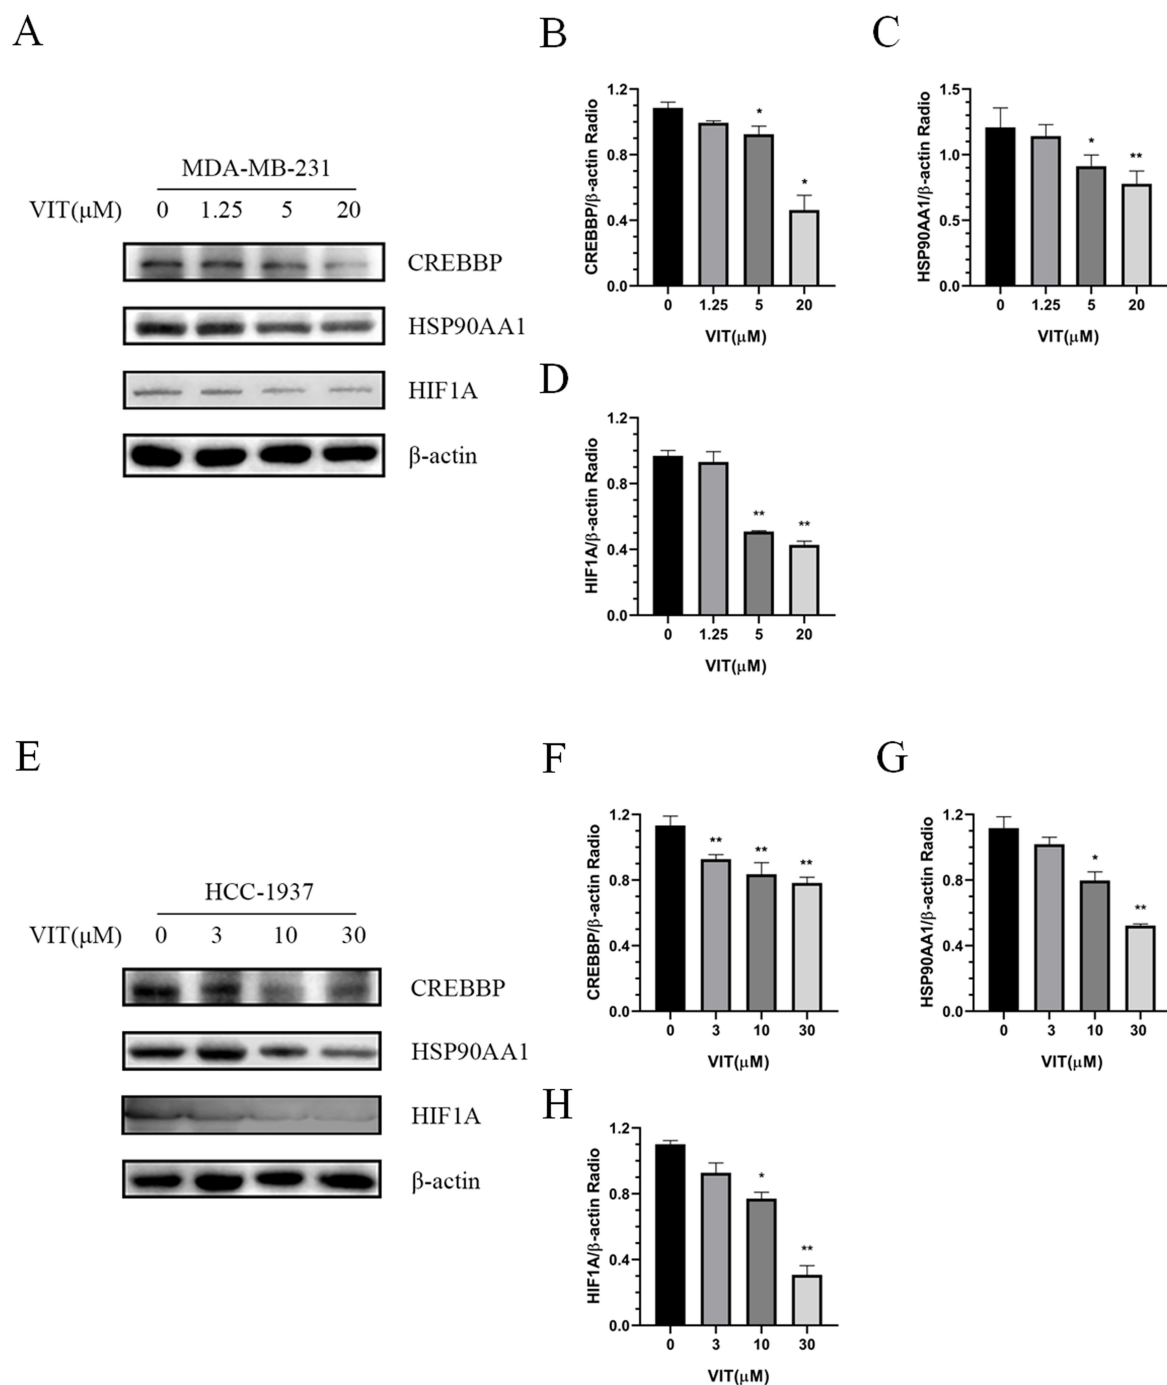 A
MDA-MB-231
VIT(μM) 0 1.25 5 20
CREBBP
HSP90AA1
HIF1A
β-actin
B
CREBBP/β-actin Radio
1.2
0.8
0.4
0.0
* *
0 1.25 5 20
VIT(μM)
C
HSP90AA1/β-actin Radio
1.5
1.0
0.5
0.0
* **
0 1.25 5 20
VIT(μM)
D
HIF1A/β-actin Radio
1.2
0.8
0.4
0.0
** **
0 1.25 5 20
VIT(μM)
E
HCC-1937
VIT(μM) 0 3 10 30
CREBBP
HSP90AA1
HIF1A
β-actin
F
CREBBP/β-actin Radio
1.2
0.8
0.4
0.0
** ** **
0 3 10 30
VIT(μM)
G
HSP90AA1/β-actin Radio
1.2
0.8
0.4
0.0
* **
0 3 10 30
VIT(μM)
H
HIF1A/β-actin Radio
1.2
0.8
0.4
0.0
* **
0 3 10 30
VIT(μM)